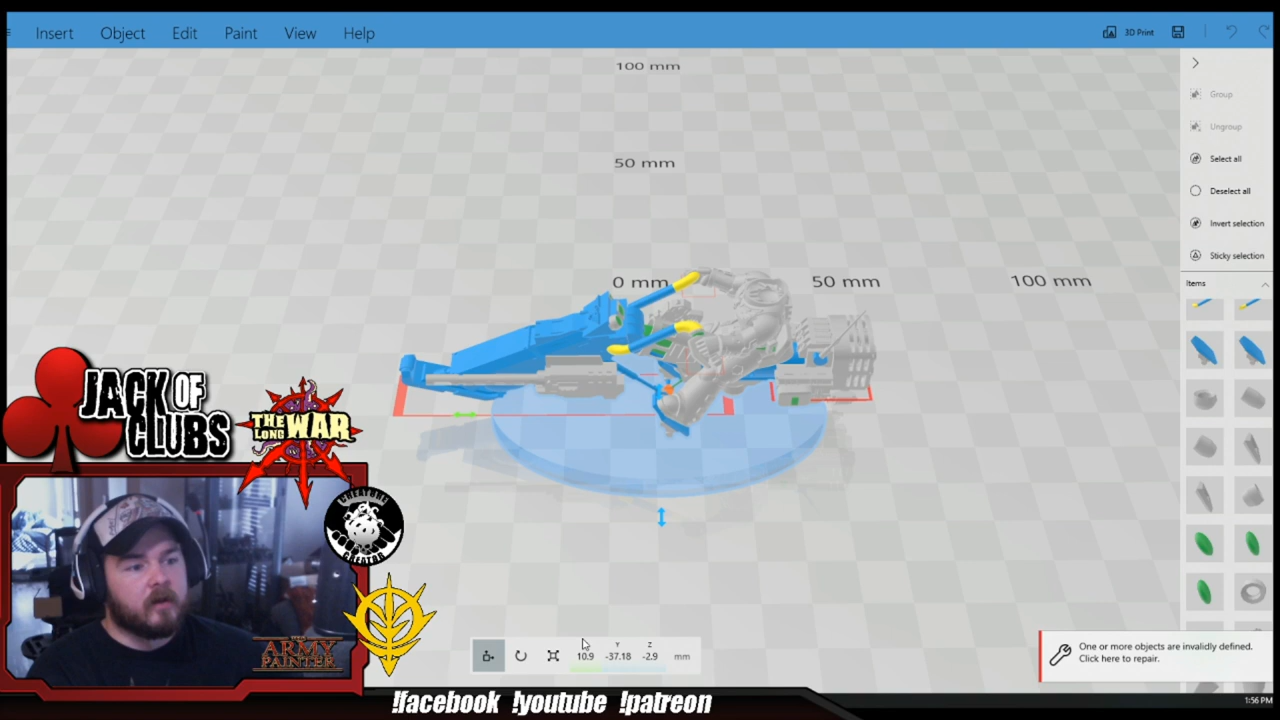 Insert Object Edit Paint View Help
3D Print
100 mm
50 mm
0 mm 50 mm 100 mm
Group
Ungroup
Select all
Deselect all
Invert selection
Sticky selection
Items
JACK OF
CLUBS
THE
LONG WAR
CREATURE
CREATOR
THE
ARMY
PAINTER
X Y Z
10.9 -37.18 -2.9 mm
One or more objects are invalidly defined.
Click here to repair.
!facebook !youtube !patreon
1:56 PM